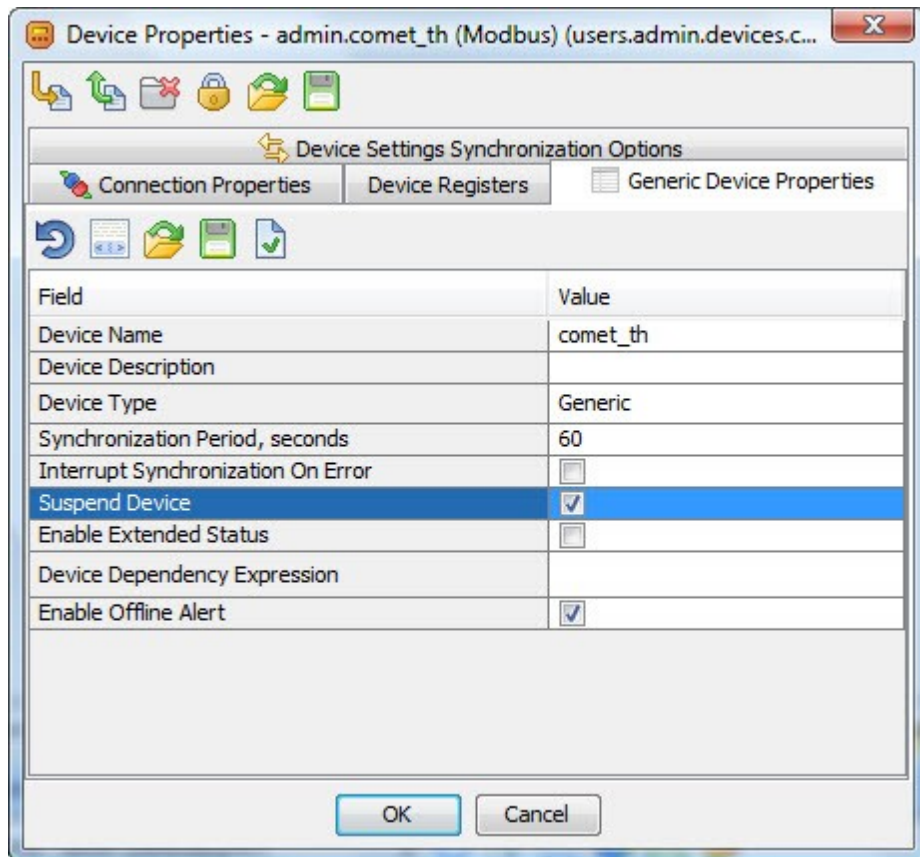 Device Properties - admin.comet_th (Modbus) (users.admin.devices.c...
Device Settings Synchronization Options
Connection Properties Device Registers Generic Device Properties
Field Value
Device Name comet_th
Device Description
Device Type Generic
Synchronization Period, seconds 60
Interrupt Synchronization On Error
Suspend Device
Enable Extended Status
Device Dependency Expression
Enable Offline Alert
OK Cancel